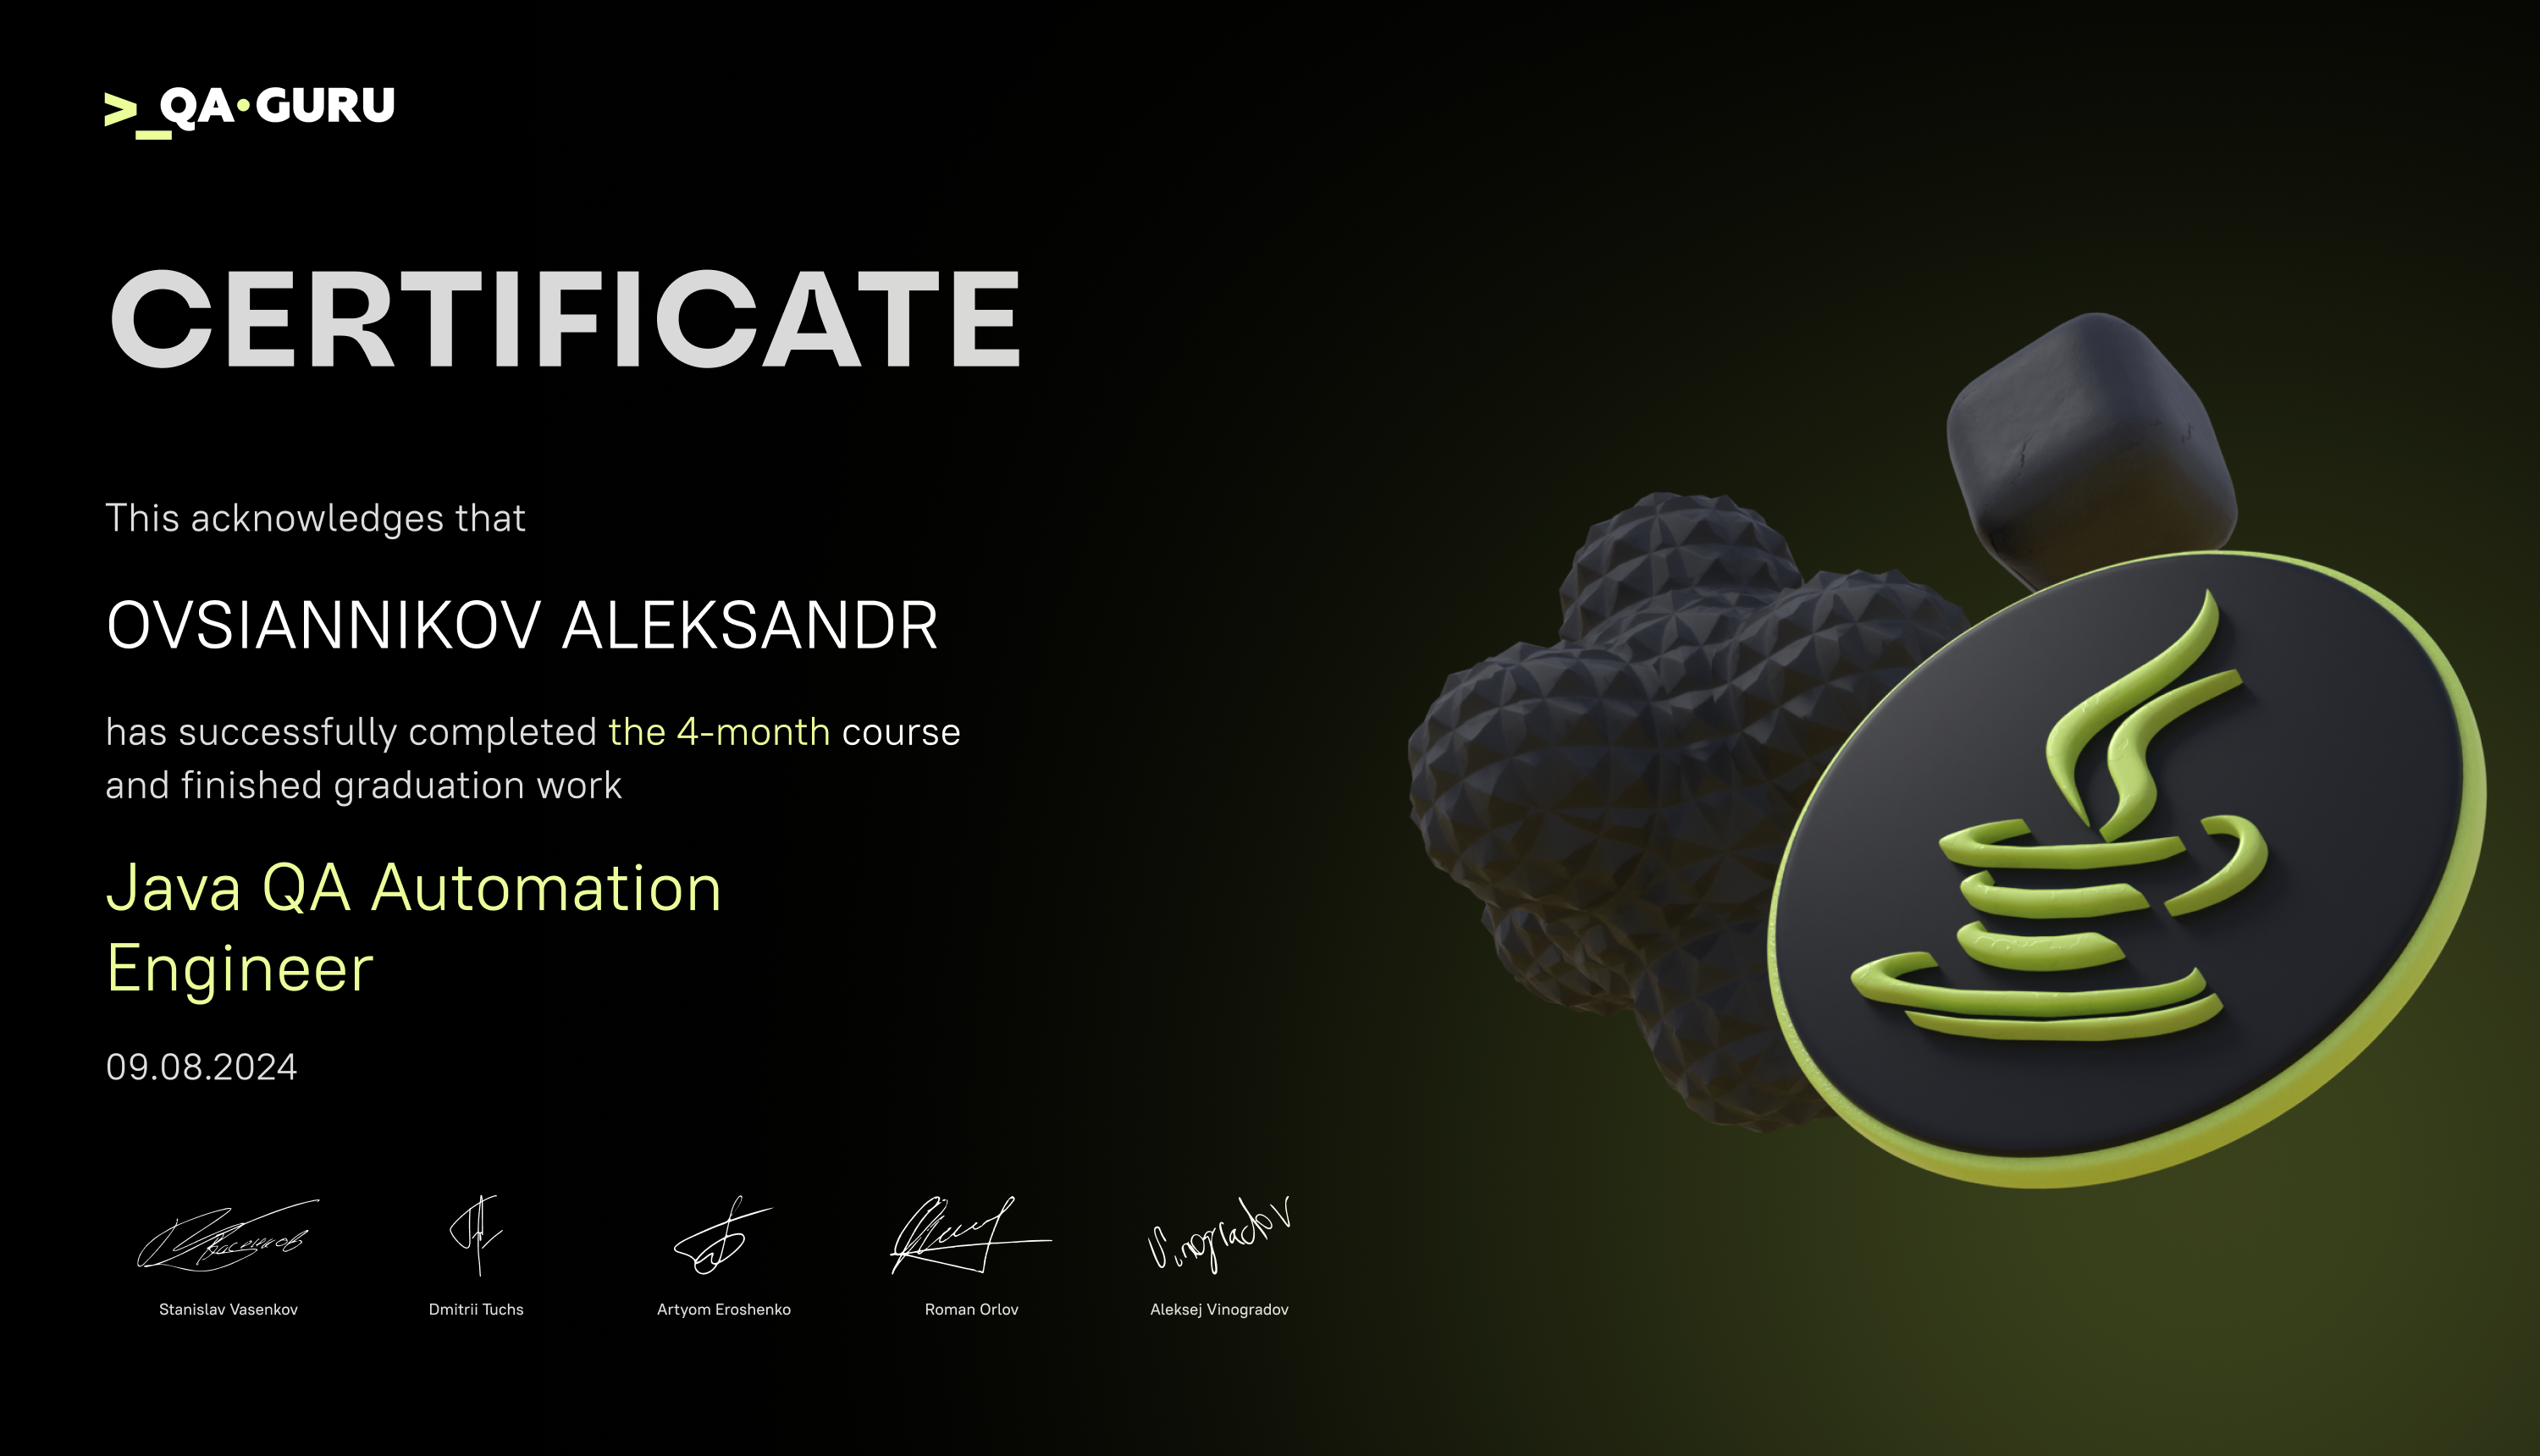 >_QA•GURU
CERTIFICATE
This acknowledges that
OVSIANNIKOV ALEKSANDR
has successfully completed the 4-month course
and finished graduation work
Java QA Automation
Engineer
09.08.2024
Vinogradov
Stanislav Vasenkov
Dmitrii Tuchs
Artyom Eroshenko
Roman Orlov
Aleksej Vinogradov